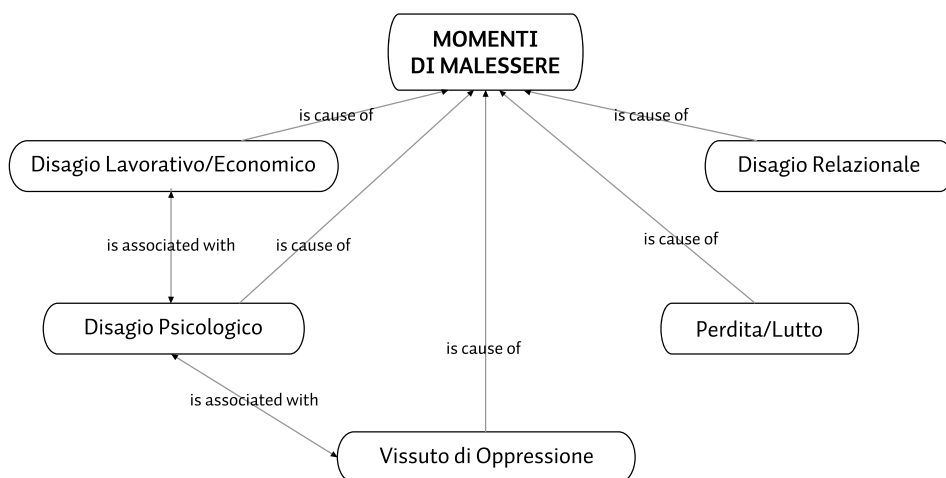 MOMENTI
DI MALESSERE
is cause of
is cause of
Disagio Lavorativo/Economico
Disagio Relazionale
is associated with
is cause of
is cause of
Disagio Psicologico
Perdita/Lutto
is cause of
is associated with
Vissuto di Oppressione